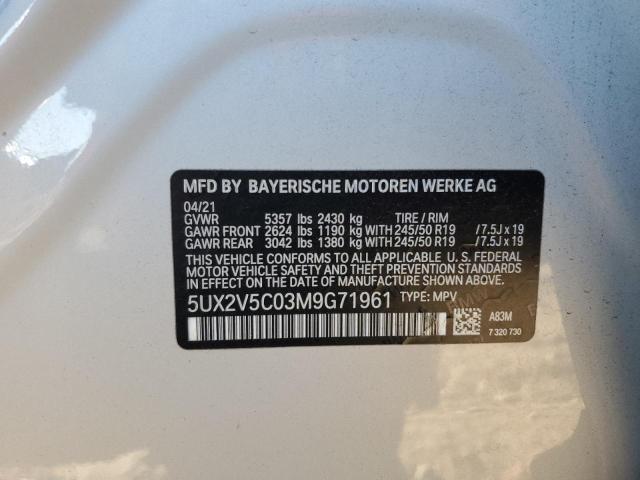 MFD BY BAYERISCHE MOTOREN WERKE AG
04/21
GVWR 5357 lbs 2430 kg TIRE / RIM
GAWR FRONT 2624 lbs 1190 kg WITH 245/50 R19 /7.5J x 19
GAWR REAR 3042 lbs 1380 kg WITH 245/50 R19 /7.5J x 19
THIS VEHICLE CONFORMS TO ALL APPLICABLE U. S. FEDERAL
MOTOR VEHICLE SAFETY, BUMPER, AND THEFT PREVENTION STANDARDS
IN EFFECT ON THE DATE OF MANUFACTURE SHOWN ABOVE.
5UX2V5C03M9G71961 TYPE: MPV
A83M
7 320 730